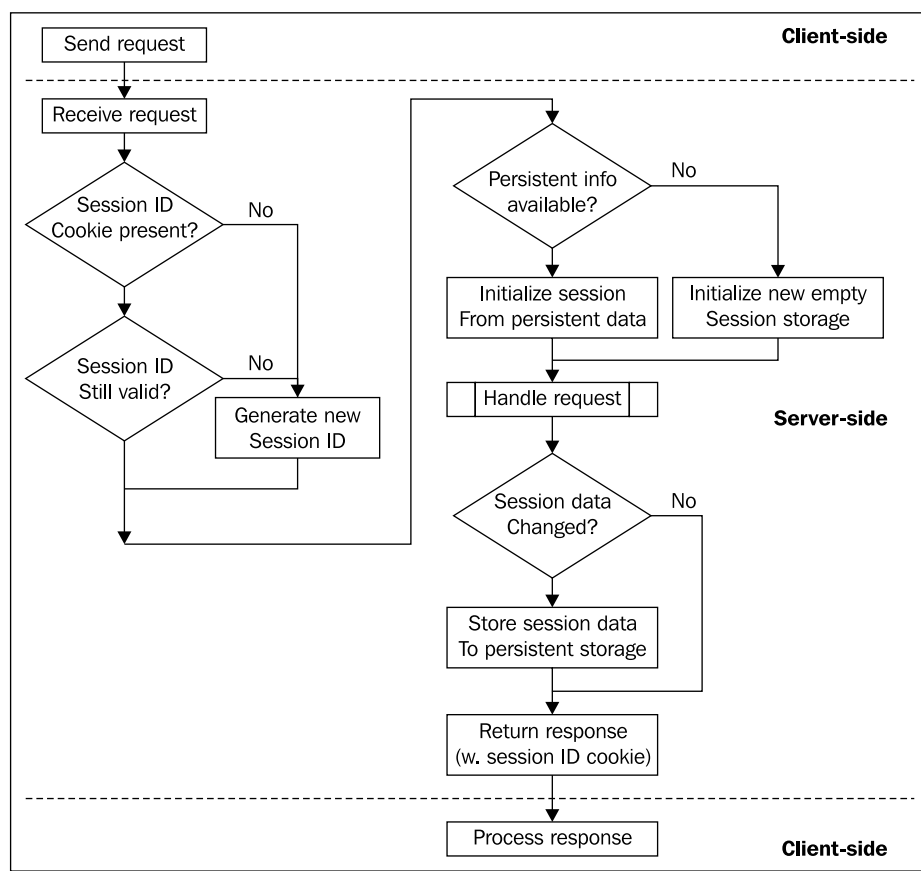 Send request
Client-side
Receive request
Session ID
Cookie present?
No
Session ID
Still valid?
No
Generate new
Session ID
Persistent info
available?
No
Initialize session
From persistent data
Initialize new empty
Session storage
Handle request
Server-side
Session data
Changed?
No
Store session data
To persistent storage
Return response
(w. session ID cookie)
Process response
Client-side